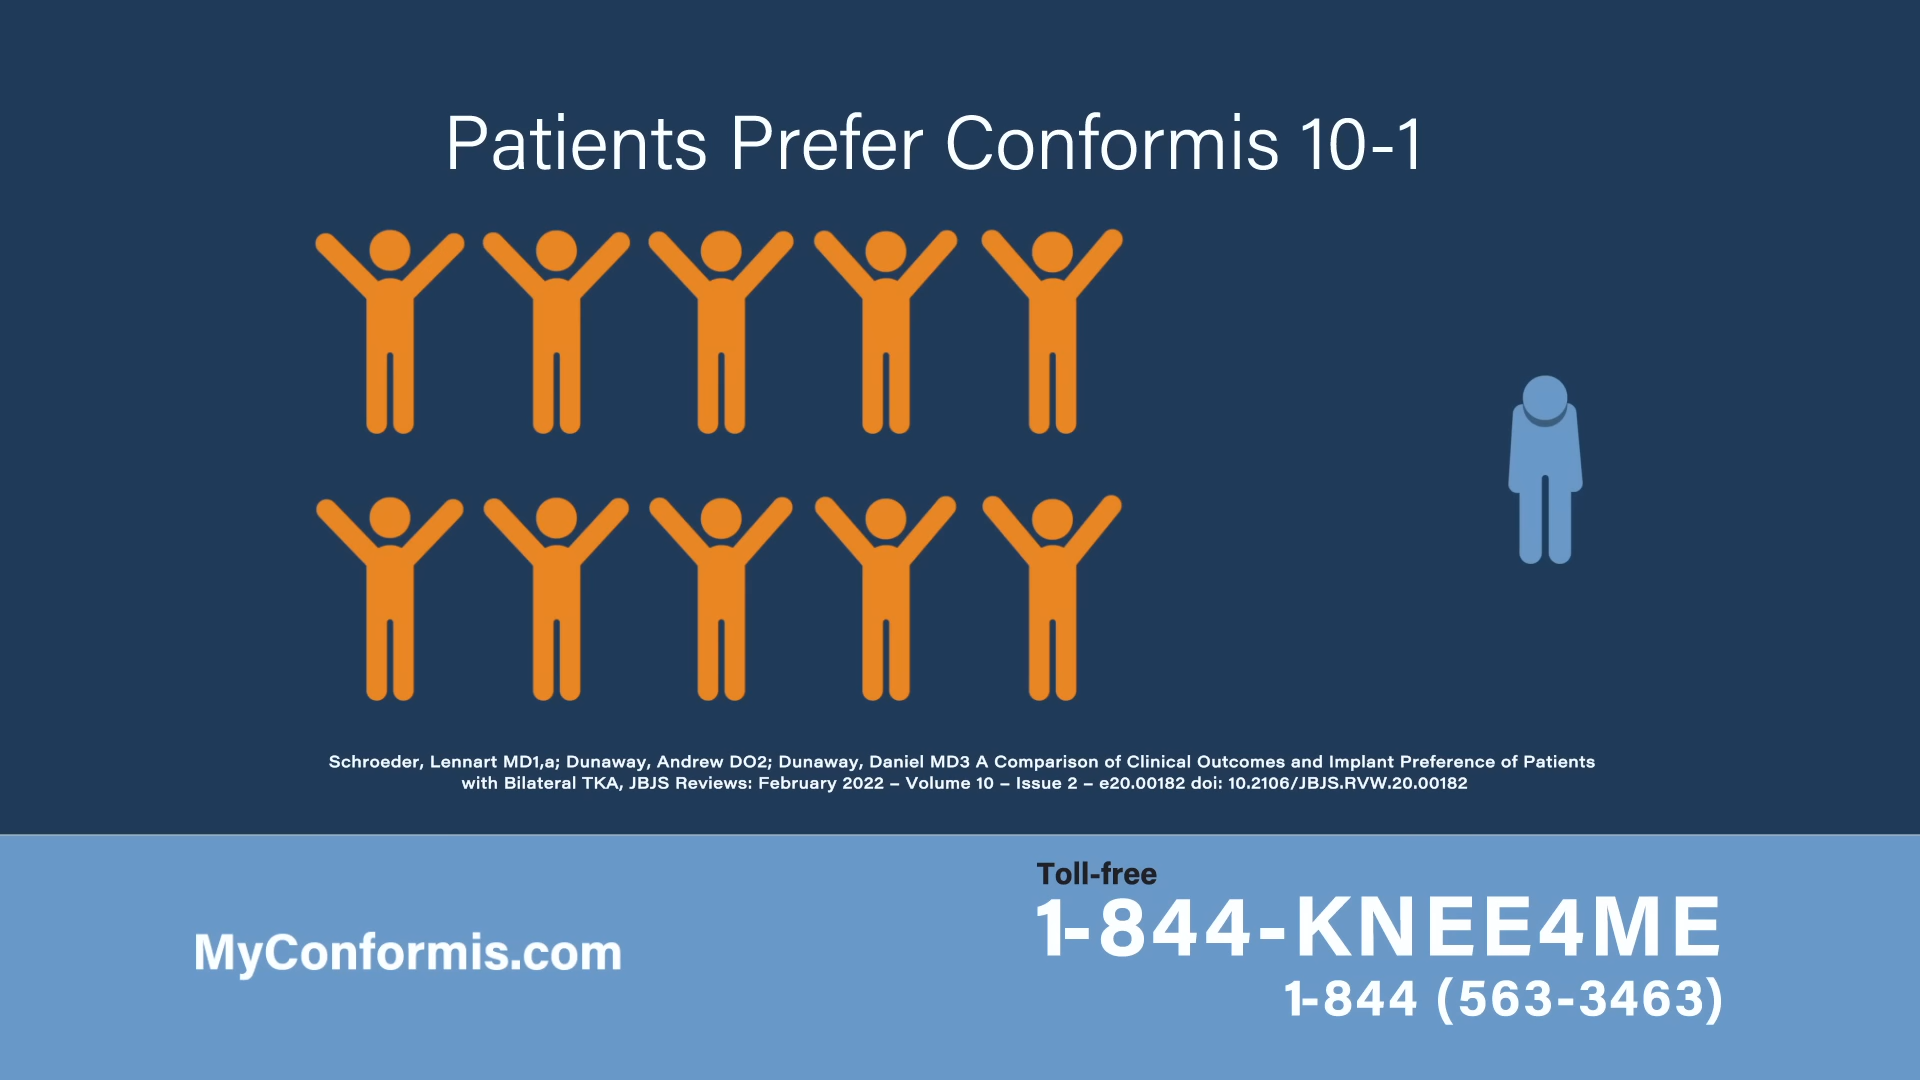 Patients Prefer Conformis 10-1
Schroeder, Lennart MD1,a; Dunaway, Andrew DO2; Dunaway, Daniel MD3 A Comparison of Clinical Outcomes and Implant Preference of Patients
with Bilateral TKA, JBJS Reviews: February 2022 – Volume 10 – Issue 2 – e20.00182 doi: 10.2106/JBJS.RVW.20.00182
MyConformis.com
Toll-free
1-844-KNEE4ME
1-844 (563-3463)